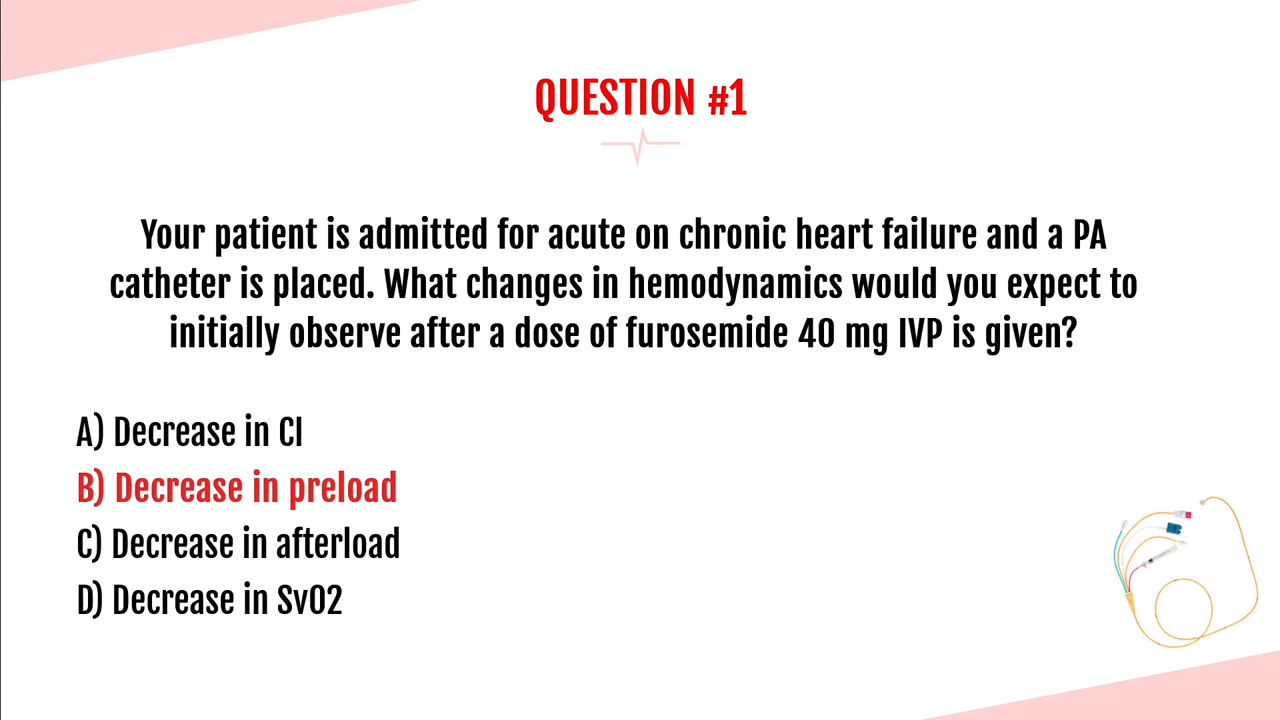 QUESTION #1
Your patient is admitted for acute on chronic heart failure and a PA
catheter is placed. What changes in hemodynamics would you expect to
initially observe after a dose of furosemide 40 mg IVP is given?
A) Decrease in CI
B) Decrease in preload
C) Decrease in afterload
D) Decrease in SvO2